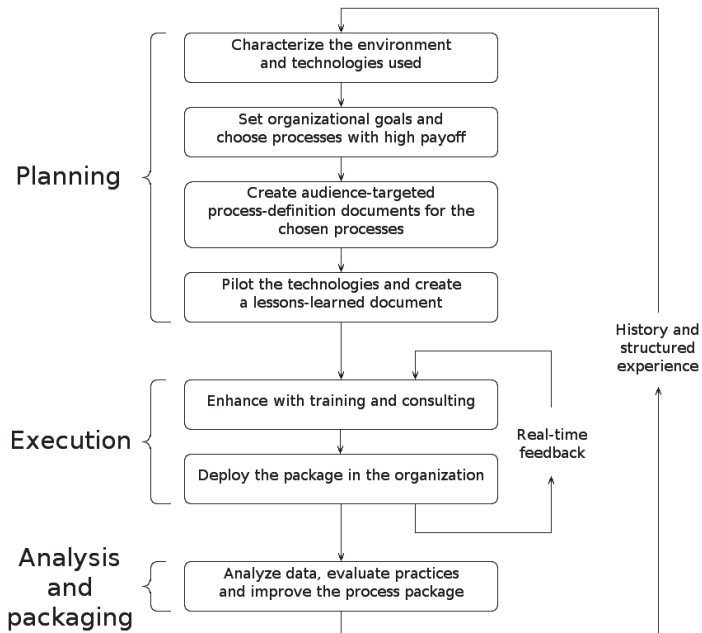 Characterize the environment
and technologies used
Set organizational goals and
choose processes with high payoff
Planning
Create audience-targeted
process-definition documents for the
chosen processes
Pilot the technologies and create
a lessons-learned document
History and
structured
experience
Enhance with training and consulting
Execution
Real-time
feedback
Deploy the package in the organization
Analysis
and
packaging
Analyze data, evaluate practices
and improve the process package